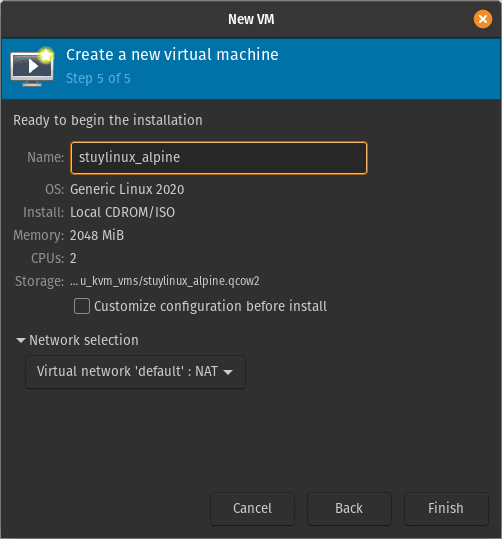 New VM
Create a new virtual machine
Step 5 of 5
Ready to begin the installation
Name: stuylinux_alpine
OS: Generic Linux 2020
Install: Local CDROM/ISO
Memory: 2048 MiB
CPUs: 2
Storage: ... u_kvm_vms/stuylinux_alpine.qcow2
Customize configuration before install
Network selection
Virtual network 'default' : NAT
Cancel Back Finish